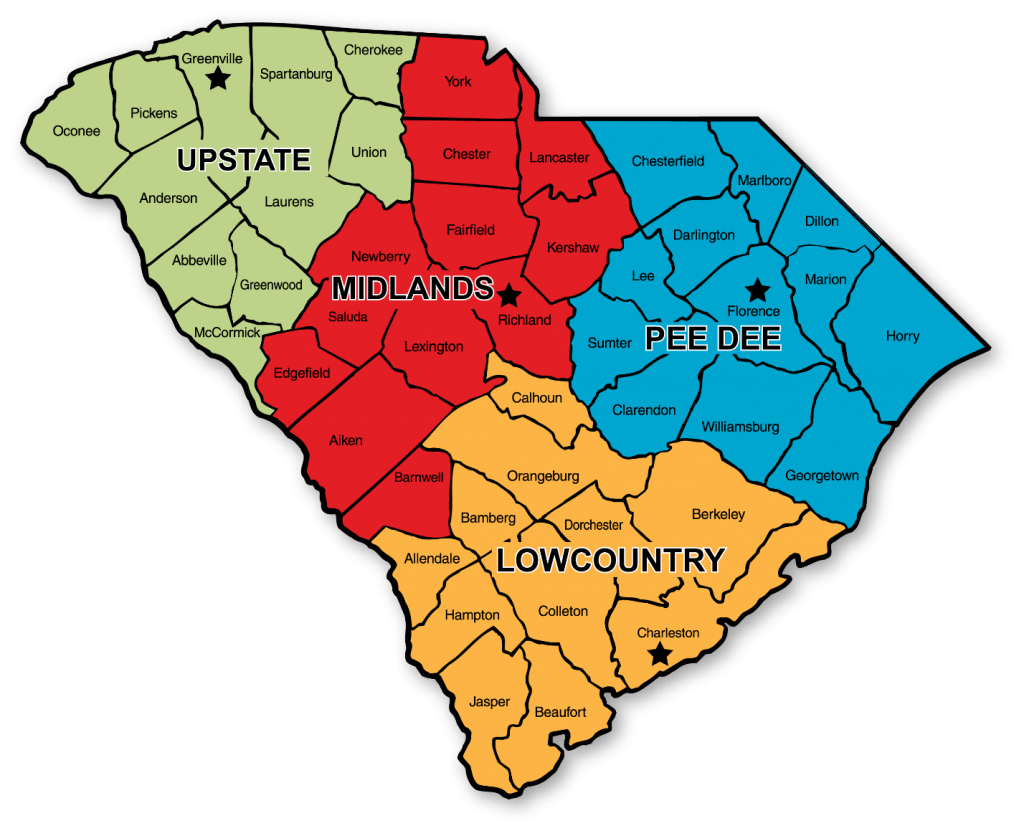 Cherokee
Greenville
Spartanburg
York
Pickens
Oconee
Union
Chester
Lancaster
Chesterfield
UPSTATE
Marlboro
Anderson
Laurens
Dillon
Fairfield
Darlington
Kershaw
Abbeville
Newberry
Lee
Marion
Greenwood
MIDLANDS
Florence
Saluda
Richland
McCormick
Sumter
PEE DEE
Horry
Lexington
Edgefield
Calhoun
Clarendon
Williamsburg
Aiken
Barnwell
Orangeburg
Georgetown
Bamberg
Dorchester
Berkeley
Allendale
LOWCOUNTRY
Hampton
Colleton
Charleston
Jasper
Beaufort